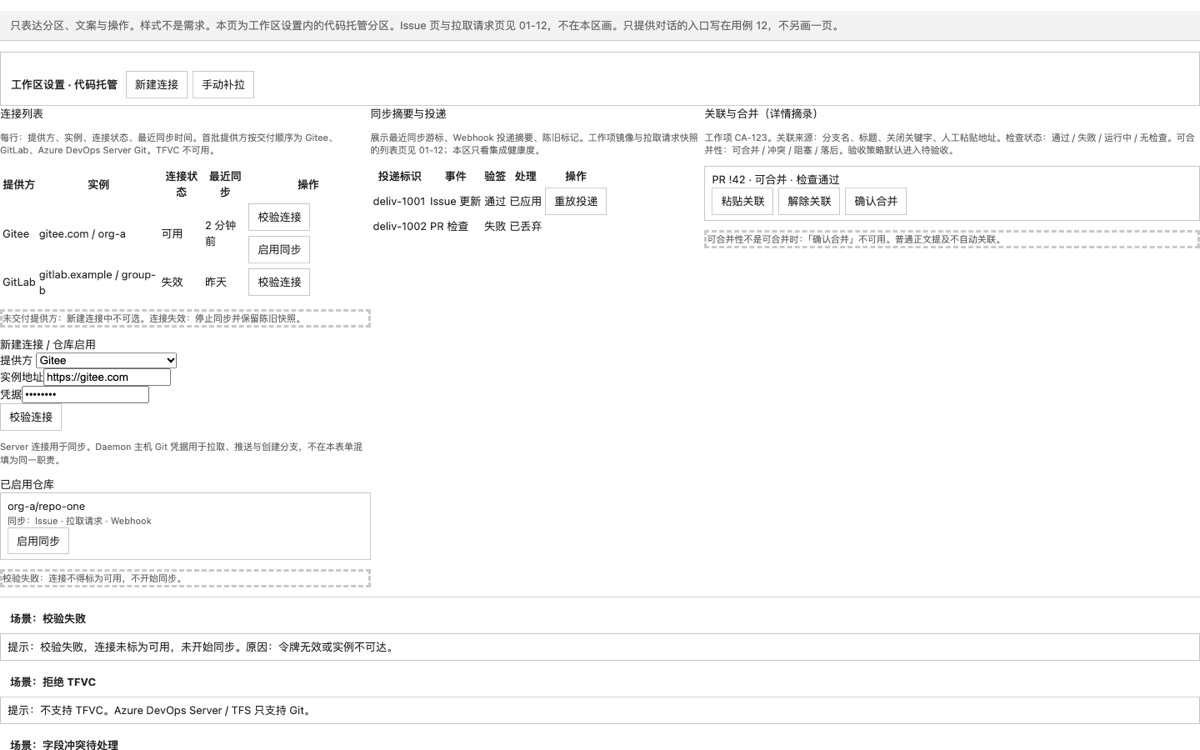 只表达分区、文案与操作。样式不是需求。本页为工作区设置内的代码托管分区。Issue 页与拉取请求页见 01-12，不在本区画。只提供对话的入口写在用例 12，不另画一页。
工作区设置 · 代码托管 新建连接 手动补拉
连接列表
每行：提供方、实例、连接状态、最近同步时间。首批提供方按交付顺序为 Gitee、
GitLab、Azure DevOps Server Git。TFVC 不可用。
提供方 实例 连接状
态 最近同
步 操作
Gitee gitee.com / org-a 可用 2 分钟
前 校验连接
启用同步
GitLab gitlab.example / group-
b 失效 昨天 校验连接
未交付提供方：新建连接中不可选。连接失效：停止同步并保留陈旧快照。
新建连接 / 仓库启用
提供方 Gitee
实例地址 https://gitee.com
凭据 ••••••••
校验连接
Server 连接用于同步。Daemon 主机 Git 凭据用于拉取、推送与创建分支，不在本表单混
填为同一职责。
已启用仓库
org-a/repo-one
同步：Issue · 拉取请求 · Webhook
启用同步
校验失败：连接不得标为可用，不开始同步。
同步摘要与投递
展示最近同步游标、Webhook 投递摘要、陈旧标记。工作项镜像与拉取请求快照
的列表页见 01-12；本区只看集成健康度。
投递标识 事件 验签 处理 操作
deliv-1001 Issue 更新 通过 已应用 重放投递
deliv-1002 PR 检查 失败 已丢弃
关联与合并（详情摘录）
工作项 CA-123。关联来源：分支名、标题、关闭关键字、人工粘贴地址。检查状态：通过 / 失败 / 运行中 / 无检查。可合
并性：可合并 / 冲突 / 阻塞 / 落后。验收策略默认进入待验收。
PR !42 · 可合并 · 检查通过
粘贴关联 解除关联 确认合并
可合并性不是可合并时：「确认合并」不可用。普通正文提及不自动关联。
场景：校验失败
提示：校验失败，连接未标为可用，未开始同步。原因：令牌无效或实例不可达。
场景：拒绝 TFVC
提示：不支持 TFVC。Azure DevOps Server / TFS 只支持 Git。
场景：字段冲突待处理